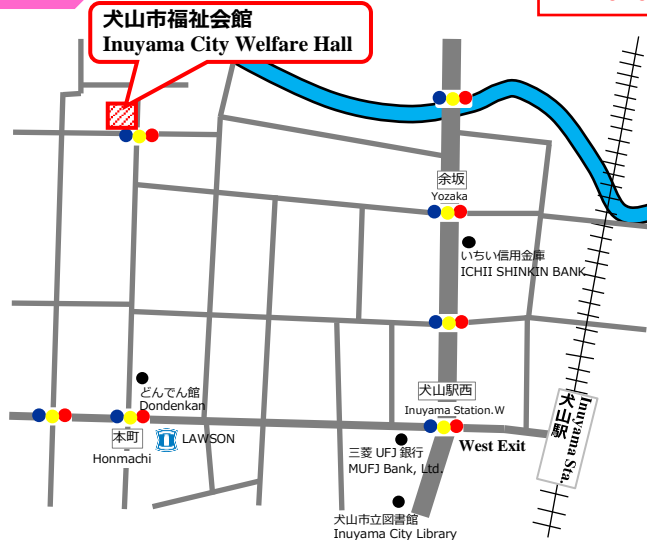 犬山市福祉会館
Inuyama City Welfare Hall
余坂
Yozaka
いちい信用金庫
ICHII SHINKIN BANK
犬山駅西
Inuyama Station.W
どんでん館
Dondenkan
本町
Honmachi
LAWSON
West Exit
三菱 UFJ 銀行
MUFJ Bank, Ltd.
犬山市立図書館
Inuyama City Library
犬山駅
Inuyama Sta.